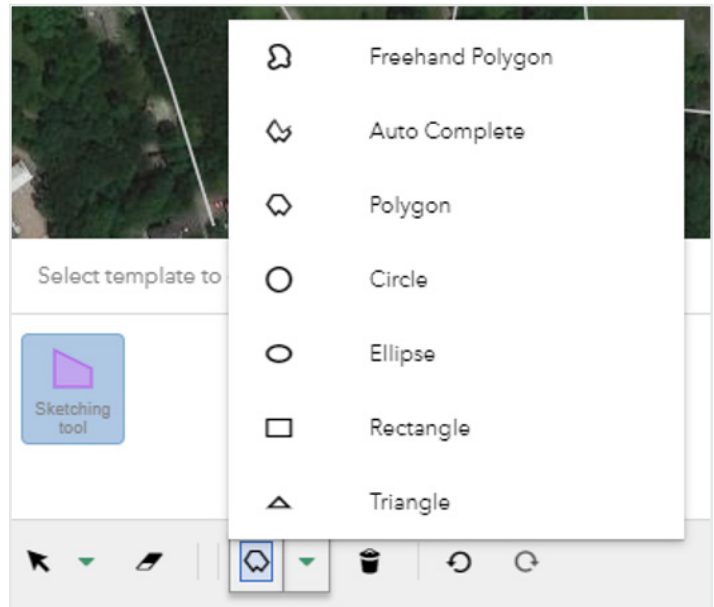 Freehand Polygon
Auto Complete
Polygon
Select template to
Circle
Ellipse
Sketching
tool
Rectangle
Triangle